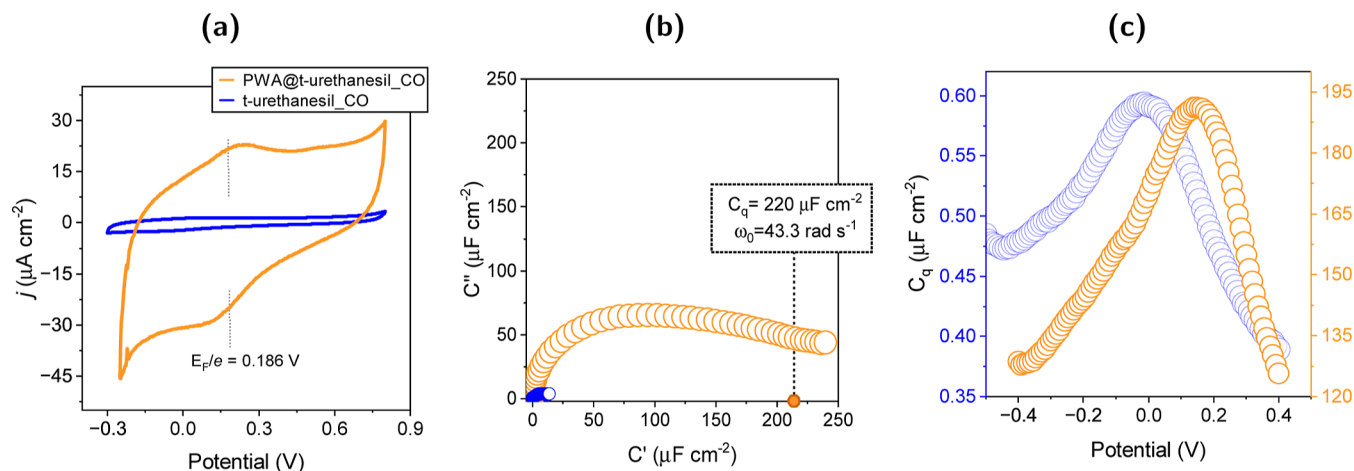 (a)
PWA@t-urethanesil_CO
t-urethanesil_CO
30
15
0
−15
−30
−45
j (µA cm⁻²)
E_F/e = 0.186 V
−0.3 0.0 0.3 0.6 0.9
Potential (V)
(b)
250
200
150
100
50
0
C'' (µF cm⁻²)
C_q= 220 µF cm⁻²
ω₀=43.3 rad s⁻¹
0 50 100 150 200 250
C' (µF cm⁻²)
(c)
0.60
0.55
0.50
0.45
0.40
0.35
C_q (µF cm⁻²)
195
180
165
150
135
120
−0.4 −0.2 0.0 0.2 0.4
Potential (V)